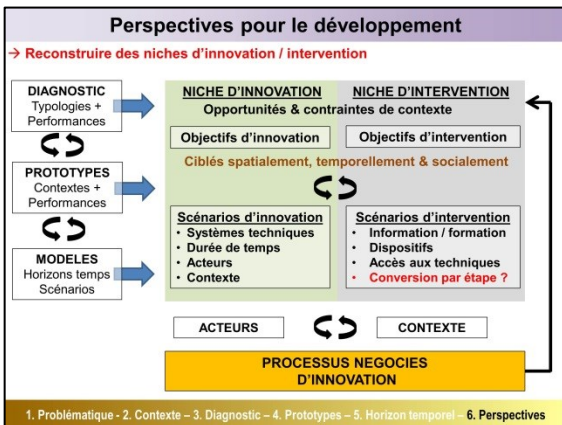 Perspectives pour le développement
→ Reconstruire des niches d'innovation / intervention
DIAGNOSTIC
Typologies +
Performances
PROTOTYPES
Contextes +
Performances
MODELES
Horizons temps
Scénarios
NICHE D'INNOVATION
NICHE D'INTERVENTION
Opportunités & contraintes de contexte
Objectifs d'innovation
Objectifs d'intervention
Ciblés spatialement, temporellement & socialement
Scénarios d'innovation
• Systèmes techniques
• Durée de temps
• Acteurs
• Contexte
Scénarios d'intervention
• Information / formation
• Dispositifs
• Accès aux techniques
• Conversion par étape ?
ACTEURS
CONTEXTE
PROCESSUS NEGOCIES
D'INNOVATION
1. Problématique - 2. Contexte – 3. Diagnostic – 4. Prototypes – 5. Horizon temporel – 6. Perspectives